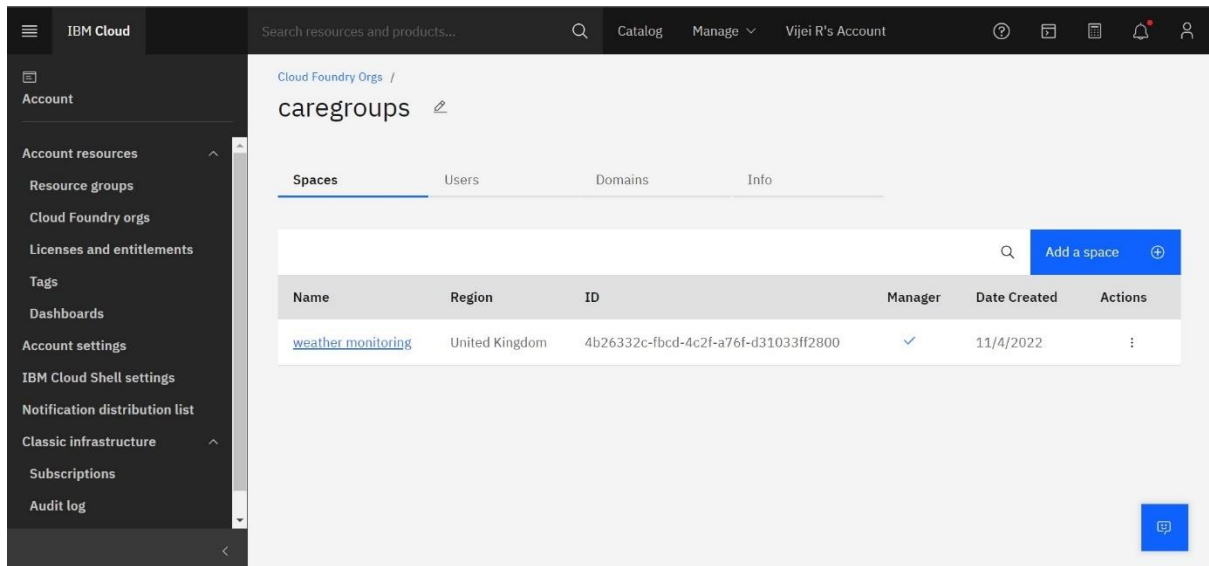 IBM Cloud
Search resources and products...
Catalog
Manage
Vijei R's Account
Account
Account resources
Resource groups
Cloud Foundry orgs
Licenses and entitlements
Tags
Dashboards
Account settings
IBM Cloud Shell settings
Notification distribution list
Classic infrastructure
Subscriptions
Audit log
Cloud Foundry Orgs /
caregroups
Spaces Users Domains Info
Add a space
Name Region ID Manager Date Created Actions
weather monitoring United Kingdom 4b26332c-fbcd-4c2f-a76f-d31033ff2800 11/4/2022